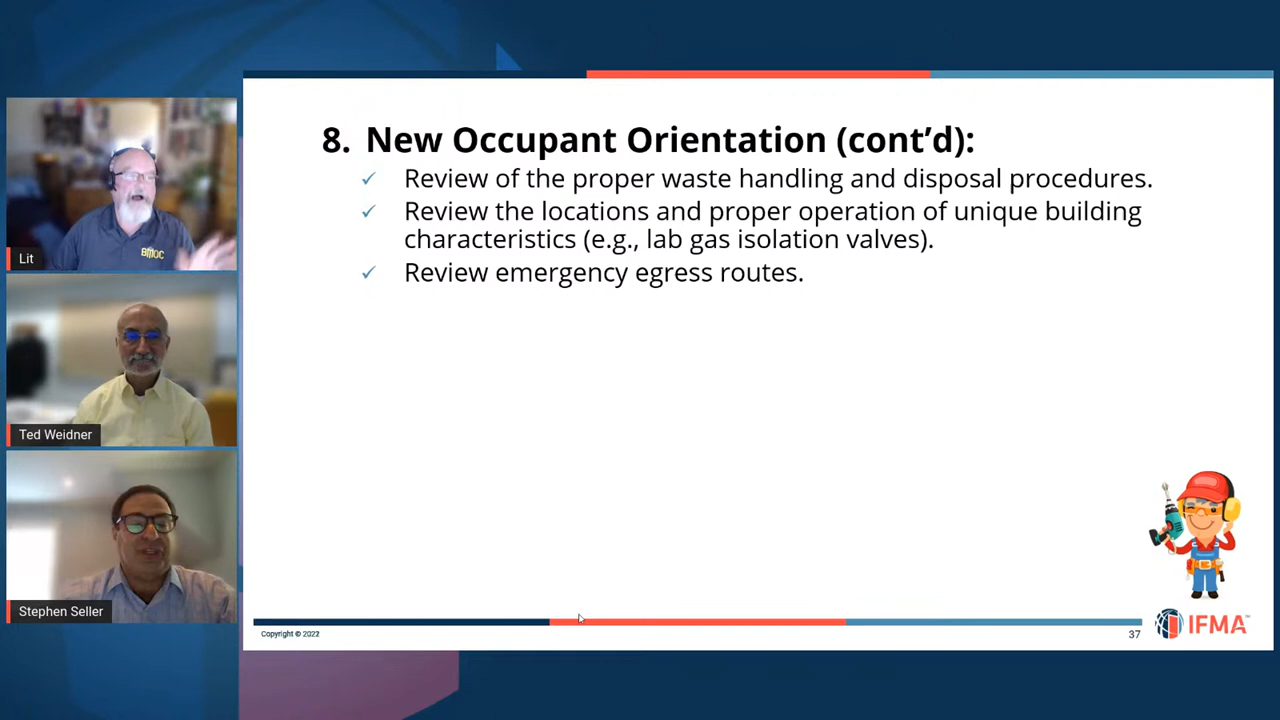 8. New Occupant Orientation (cont’d):
✓ Review of the proper waste handling and disposal procedures.
✓ Review the locations and proper operation of unique building
characteristics (e.g., lab gas isolation valves).
✓ Review emergency egress routes.
BMOC
Lit
Ted Weidner
Stephen Seller
Copyright © 2022
37
IFMA™